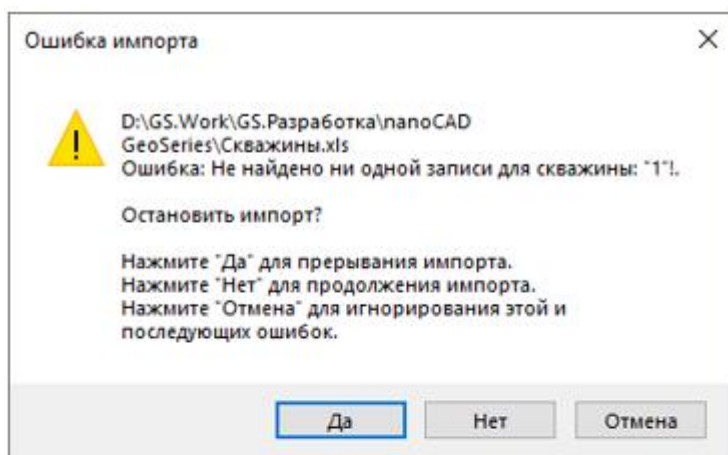 Ошибка импорта
D:\GS.Work\GS.Разработка\nanoCAD
GeoSeries\Скважины.xls
Ошибка: Не найдено ни одной записи для скважины: "1"!.
Остановить импорт?
Нажмите "Да" для прерывания импорта.
Нажмите "Нет" для продолжения импорта.
Нажмите "Отмена" для игнорирования этой и
последующих ошибок.
Да
Нет
Отмена